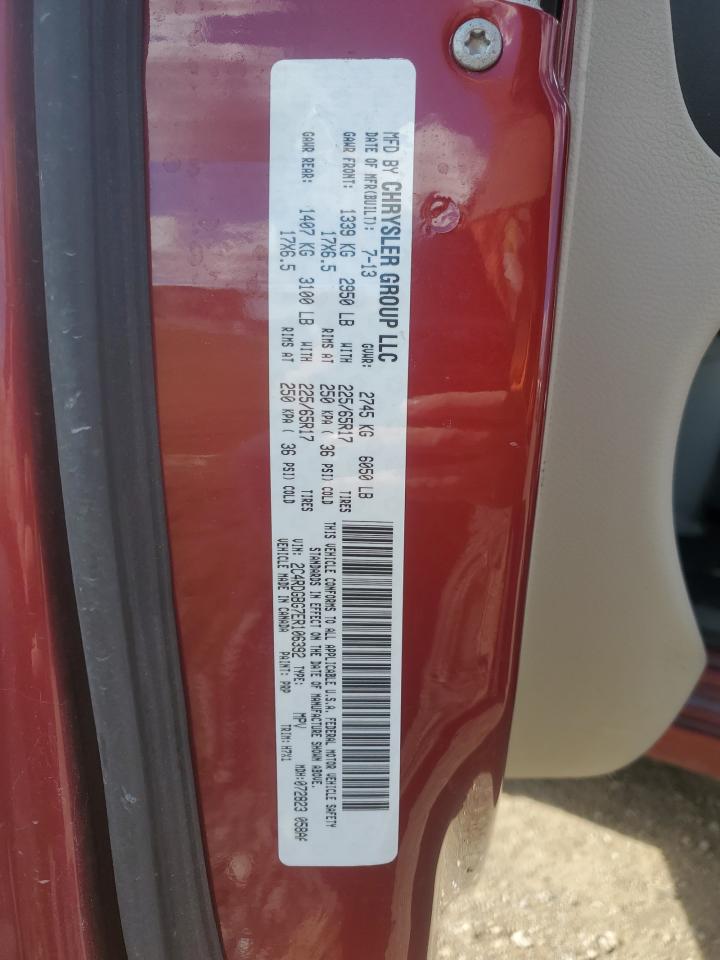 MFD BY CHRYSLER GROUP LLC
DATE OF MFR(BUILT): 7-13 GVWR: 2745 KG 6050 LB
GAWR FRONT: 1339 KG 2950 LB WITH 225/65R17 TIRES
17X6.5 RIMS AT 250 KPA ( 36 PSI) COLD
GAWR REAR: 1407 KG 3100 LB WITH 225/65R17 TIRES
17X6.5 RIMS AT 250 KPA ( 36 PSI) COLD
THIS VEHICLE CONFORMS TO ALL APPLICABLE U.S.A. FEDERAL MOTOR VEHICLE SAFETY
STANDARDS IN EFFECT ON THE DATE OF MANUFACTURE SHOWN ABOVE.
VIN: 2C4RDGBG7ER106392 TYPE: MPV MDH:072823 058AF
VEHICLE MADE IN CANADA PAINT: PRP TRIM: H7X1